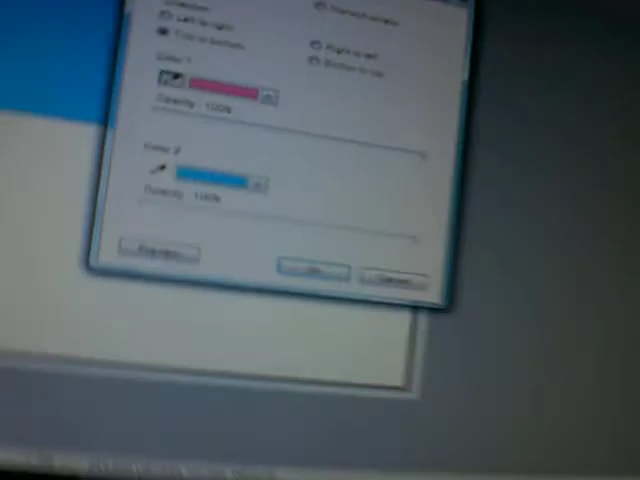 Left to right
Top to bottom
Right to left
Bottom to top
Color 1
Opacity : 100%
Color 2
Opacity : 100%
Preview
OK
Cancel